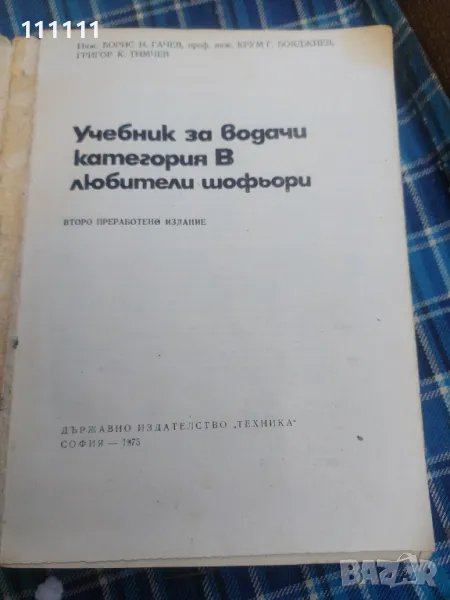 111111
Инж. БОРИС Н. ГАЧЕВ, проф. инж. КРУМ Г. БОЯДЖИЕВ,
ГРИГОР К. ТИМЧЕВ
Учебник за водачи
категория В
любители шофьори
ВТОРО ПРЕРАБОТЕНО ИЗДАНИЕ
ДЪРЖАВНО ИЗДАТЕЛСТВО „ТЕХНИКА“
СОФИЯ — 1975
BAZAR